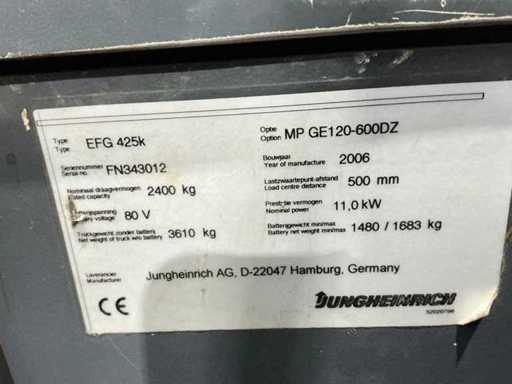 Type
Type EFG 425k
Optie
Option MP GE120-600DZ
Serienummer
Serial-no. FN343012
Bouwjaar
Year of manufacture 2006
Nominaal draagvermogen
Rated capacity 2400 kg
Lastzwaartepunt-afstand
Load centre distance 500 mm
voltage 80 V
Prestatie vermogen
Nominal power 11,0 kW
Truckgewicht zonder batterij
Net weight of truck w/o battery 3610 kg
Batterijgewicht min/max
Battery net weight min/max 1480 / 1683 kg
Leverancier
Manufacturer Jungheinrich AG, D-22047 Hamburg, Germany
CE JUNGHEINRICH